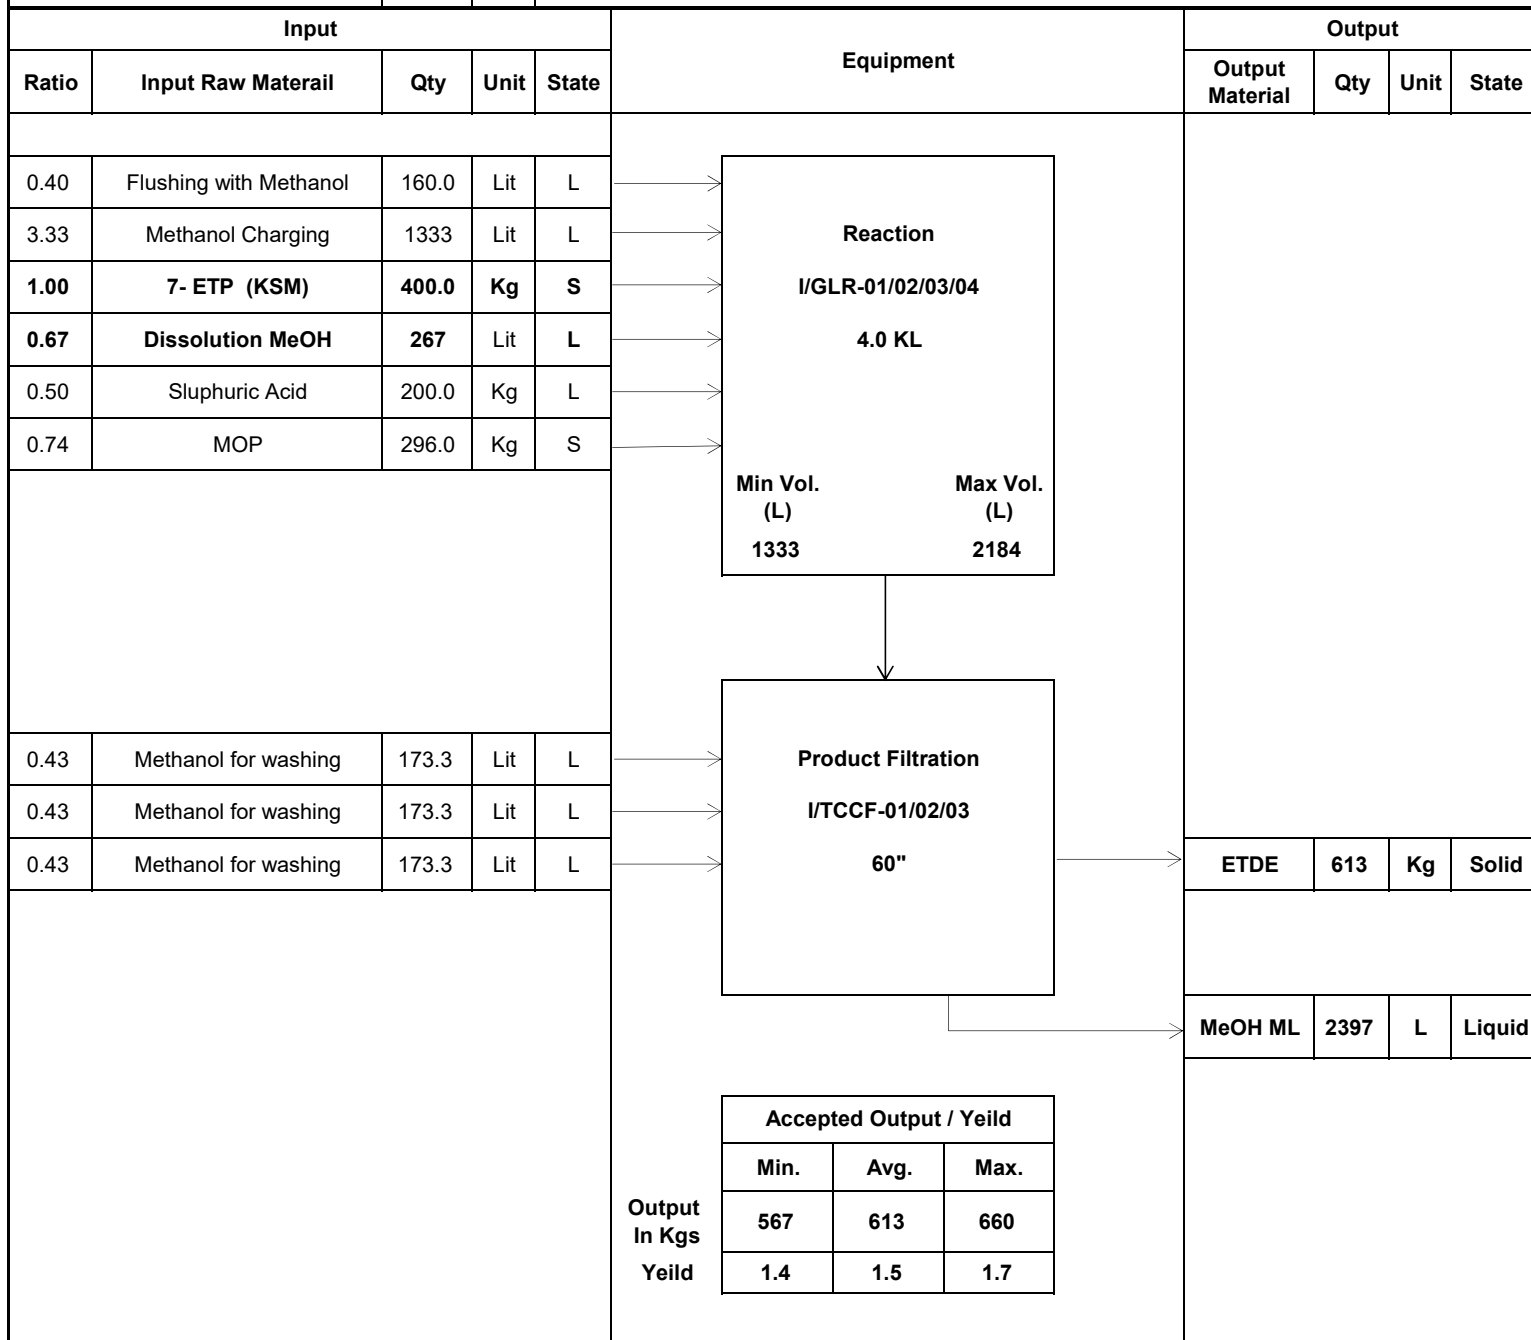 Input
Equipment
Output
Ratio Input Raw Materail Qty Unit State
Output Material Qty Unit State
0.40 Flushing with Methanol 160.0 Lit L
3.33 Methanol Charging 1333 Lit L
Reaction
1.00 7- ETP (KSM) 400.0 Kg S
I/GLR-01/02/03/04
0.67 Dissolution MeOH 267 Lit L
4.0 KL
0.50 Sluphuric Acid 200.0 Kg L
0.74 MOP 296.0 Kg S
Min Vol. Max Vol.
(L) (L)
1333 2184
0.43 Methanol for washing 173.3 Lit L
Product Filtration
0.43 Methanol for washing 173.3 Lit L
I/TCCF-01/02/03
0.43 Methanol for washing 173.3 Lit L
60"
ETDE 613 Kg Solid
MeOH ML 2397 L Liquid
Accepted Output / Yeild
Min. Avg. Max.
Output
In Kgs
567 613 660
Yeild 1.4 1.5 1.7